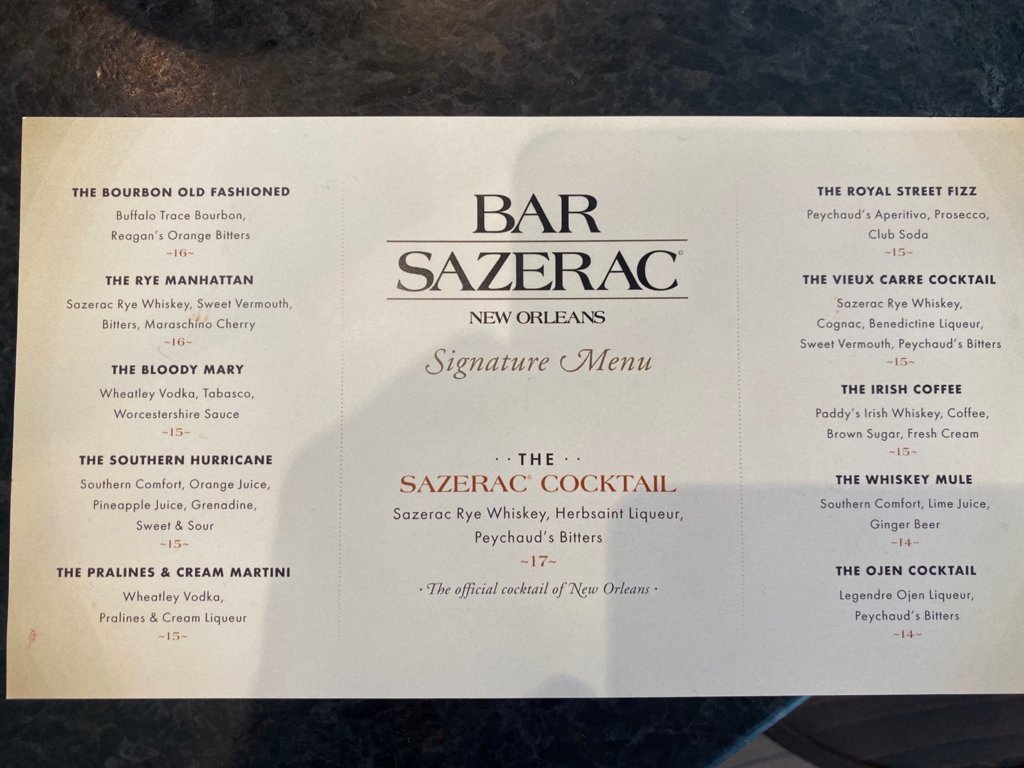 THE BOURBON OLD FASHIONED
Buffalo Trace Bourbon,
Reagan's Orange Bitters
~16~
THE RYE MANHATTAN
Sazerac Rye Whiskey, Sweet Vermouth,
Bitters, Maraschino Cherry
~16~
THE BLOODY MARY
Wheatley Vodka, Tabasco,
Worcestershire Sauce
~15~
THE SOUTHERN HURRICANE
Southern Comfort, Orange Juice,
Pineapple Juice, Grenadine,
Sweet & Sour
~15~
THE PRALINES & CREAM MARTINI
Wheatley Vodka,
Pralines & Cream Liqueur
~15~
BAR
SAZERAC©
NEW ORLEANS
Signature Menu
·· THE ··
SAZERAC© COCKTAIL
Sazerac Rye Whiskey, Herbsaint Liqueur,
Peychaud's Bitters
~17~
· The official cocktail of New Orleans ·
THE ROYAL STREET FIZZ
Peychaud's Aperitivo, Prosecco,
Club Soda
~15~
THE VIEUX CARRE COCKTAIL
Sazerac Rye Whiskey,
Cognac, Benedictine Liqueur,
Sweet Vermouth, Peychaud's Bitters
~15~
THE IRISH COFFEE
Paddy's Irish Whiskey, Coffee,
Brown Sugar, Fresh Cream
~15~
THE WHISKEY MULE
Southern Comfort, Lime Juice,
Ginger Beer
~14~
THE OJEN COCKTAIL
Legendre Ojen Liqueur,
Peychaud's Bitters
~14~